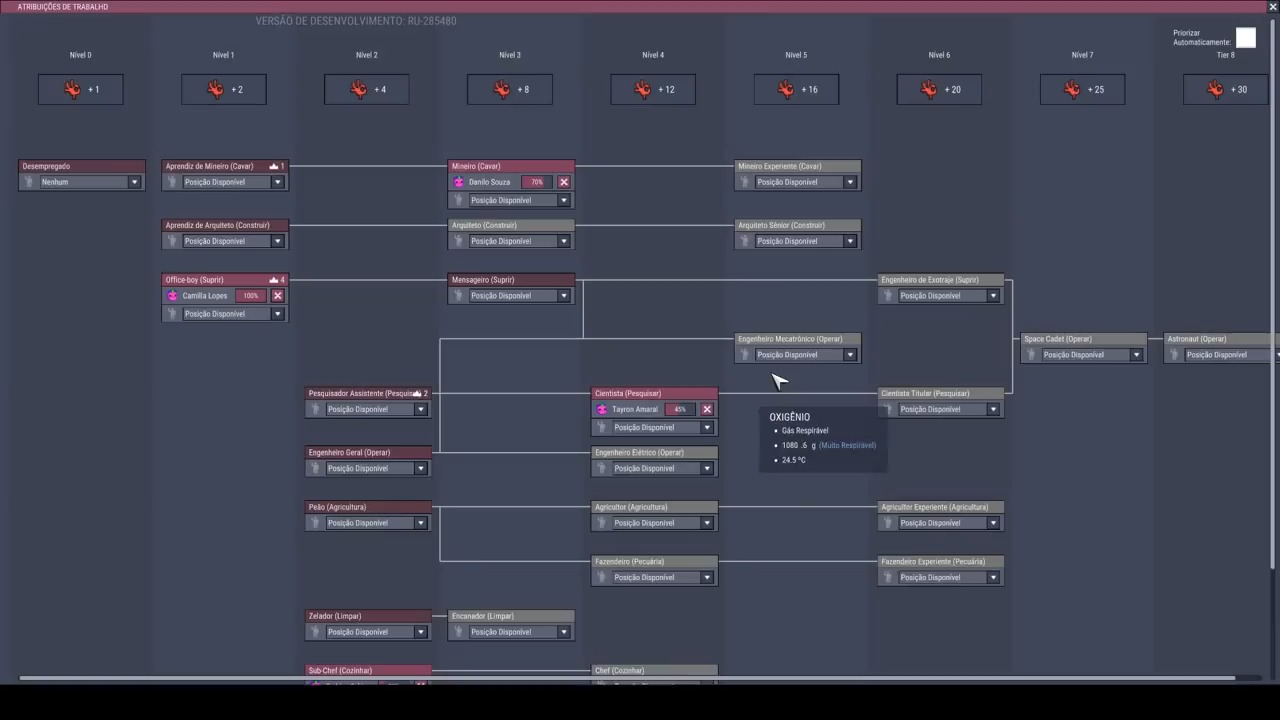 ATRIBUIÇÕES DE TRABALHO
VERSÃO DE DESENVOLVIMENTO: RU-285480
Priorizar
Automaticamente:
Nível 0
Nível 1
Nível 2
Nível 3
Nível 4
Nível 5
Nível 6
Nível 7
Tier 8
+ 1
+ 2
+ 4
+ 8
+ 12
+ 16
+ 20
+ 25
+ 30
Desempregado
Nenhum
Aprendiz de Mineiro (Cavar) 1
Posição Disponível
Mineiro (Cavar)
Danilo Souza 70%
Posição Disponível
Mineiro Experiente (Cavar)
Posição Disponível
Aprendiz de Arquiteto (Construir)
Posição Disponível
Arquiteto (Construir)
Posição Disponível
Arquiteto Sênior (Construir)
Posição Disponível
Office-boy (Suprir) 4
Camilla Lopes 100%
Posição Disponível
Mensageiro (Suprir)
Posição Disponível
Engenheiro de Exotraje (Suprir)
Posição Disponível
Engenheiro Mecatrônico (Operar)
Posição Disponível
Space Cadet (Operar)
Posição Disponível
Astronaut (Operar)
Posição Disponível
Pesquisador Assistente (Pesquis 2
Posição Disponível
Cientista (Pesquisar)
Tayron Amaral 45%
Posição Disponível
Cientista Titular (Pesquisar)
Posição Disponível
OXIGÊNIO
Gás Respirável
1080 .6 g (Muito Respirável)
24.5 ºC
Engenheiro Geral (Operar)
Posição Disponível
Engenheiro Elétrico (Operar)
Posição Disponível
Peão (Agricultura)
Posição Disponível
Agricultor (Agricultura)
Posição Disponível
Agricultor Experiente (Agricultura)
Posição Disponível
Fazendeiro (Pecuária)
Posição Disponível
Fazendeiro Experiente (Pecuária)
Posição Disponível
Zelador (Limpar)
Posição Disponível
Encanador (Limpar)
Posição Disponível
Sub-Chef (Cozinhar)
Chef (Cozinhar)